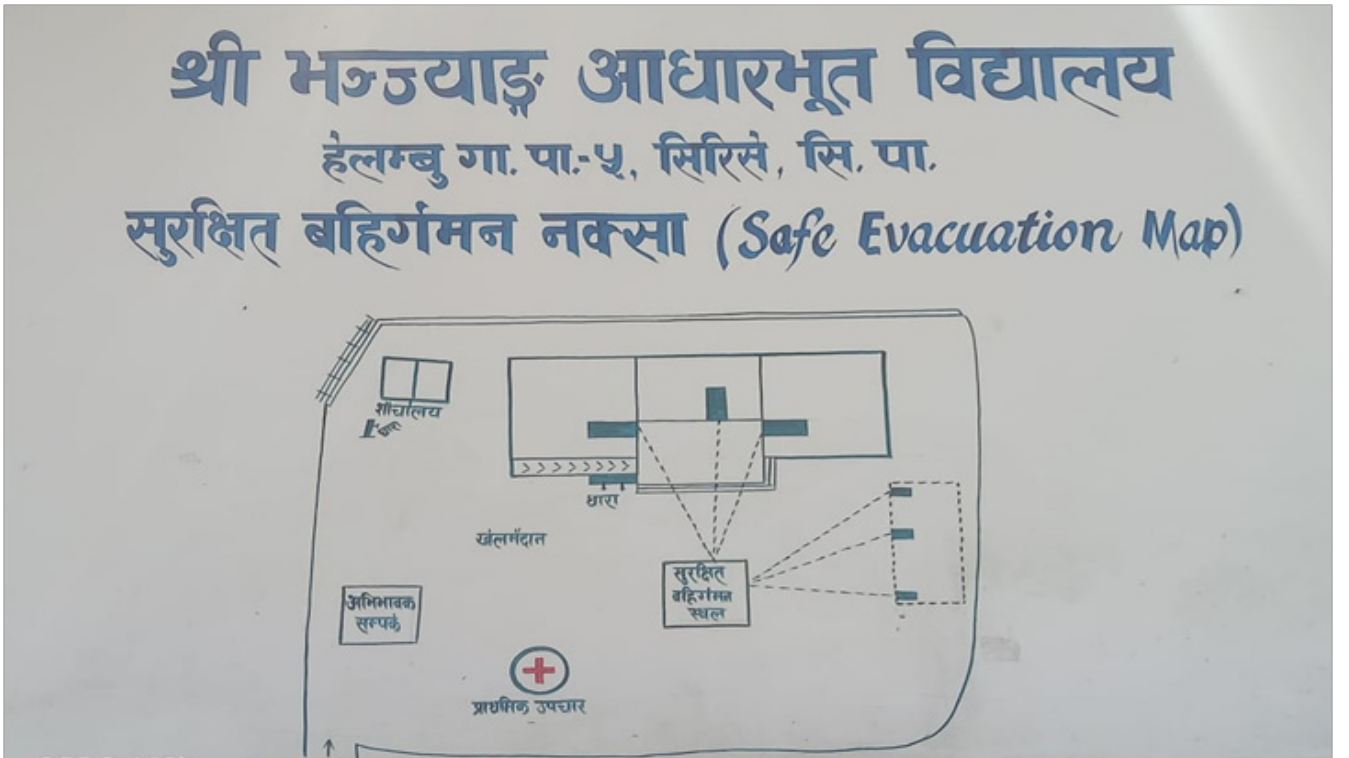 श्री भञ्ज्याङ्ग आधारभूत विद्यालय
हेलम्बु गा. पा.-५, सिरिसे, सि. पा.
सुरक्षित बहिर्गमन नक्सा (Safe Evacuation Map)
शौचालय
धारा
धारा
खेलमैदान
सुरक्षित
बहिर्गमन
स्थल
अभिभावक
सम्पर्क
प्राथमिक उपचार